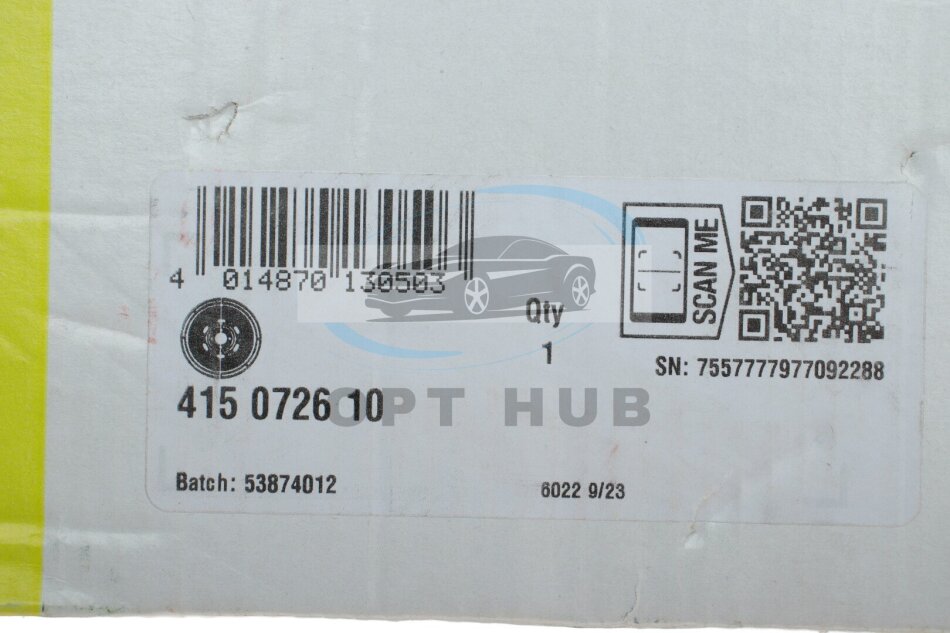 4 014870 130503
SCAN ME
Qty
1
SN: 7557777977092288
415 0726 10
OPT HUB
Batch: 53874012
6022 9/23